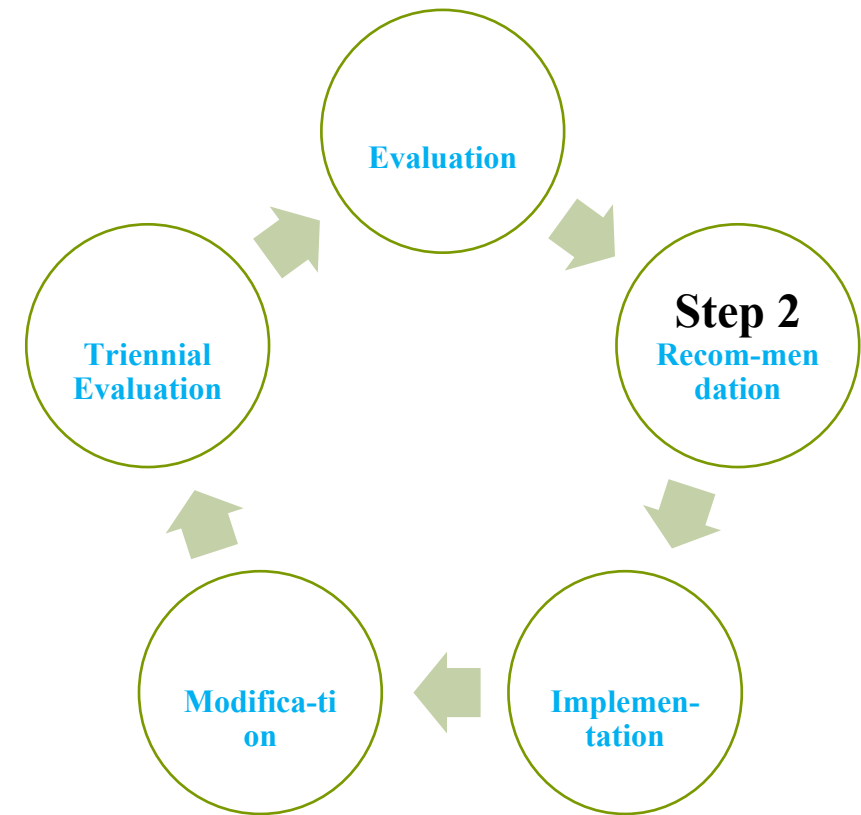 Evaluation
Step 2
Recom-men
dation
Implemen-
tation
Modifica-ti
on
Triennial
Evaluation